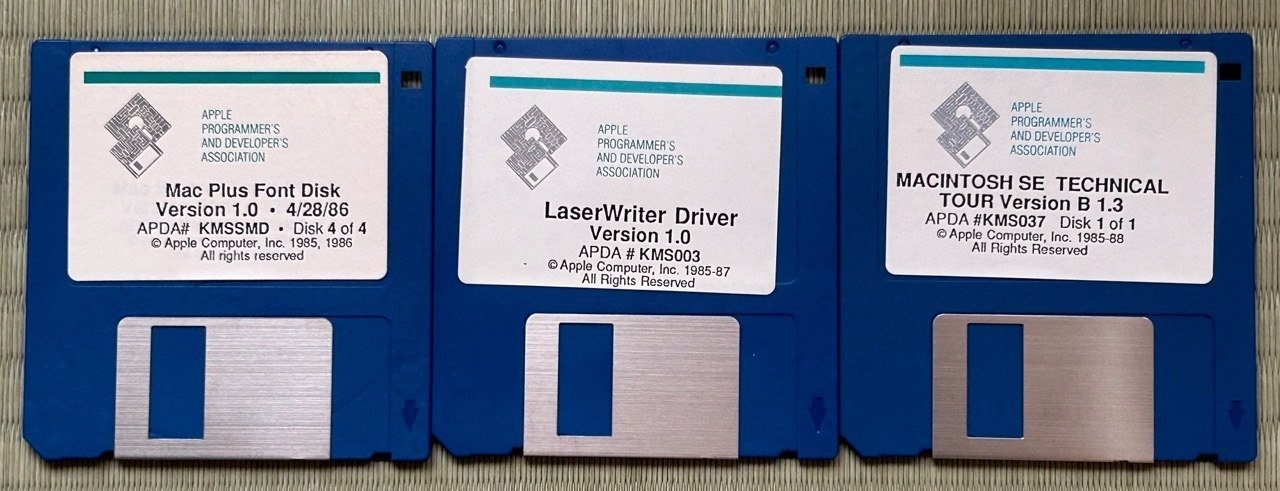 APPLE
PROGRAMMER'S
AND DEVELOPER'S
ASSOCIATION
Mac Plus Font Disk
Version 1.0 • 4/28/86
APDA# KMSSMD • Disk 4 of 4
© Apple Computer, Inc. 1985, 1986
All rights reserved
APPLE
PROGRAMMER'S
AND DEVELOPER'S
ASSOCIATION
LaserWriter Driver
Version 1.0
APDA # KMS003
© Apple Computer, Inc. 1985-87
All Rights Reserved
APPLE
PROGRAMMER'S
AND DEVELOPER'S
ASSOCIATION
MACINTOSH SE TECHNICAL
TOUR Version B 1.3
APDA #KMS037 Disk 1 of 1
© Apple Computer, Inc. 1985-88
All Rights Reserved